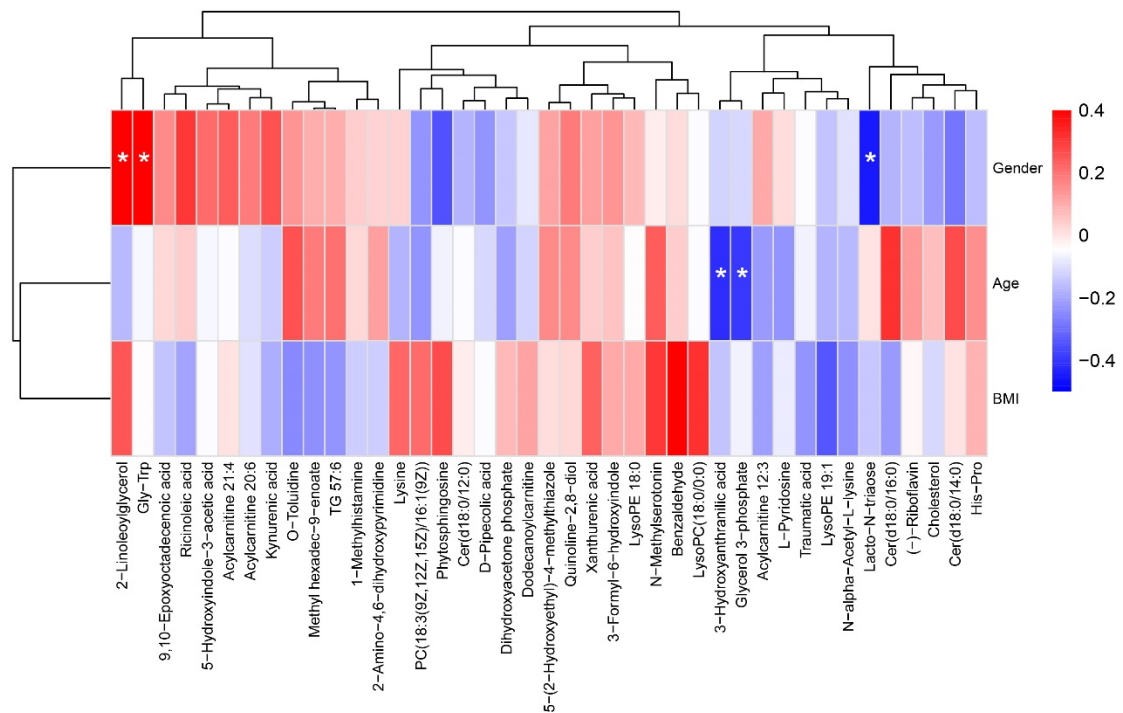 * * *
Gender
* *
Age
BMI
0.4
0.2
0
−0.2
−0.4
2−Linoleoylglycerol
Gly−Trp
9,10−Epoxyoctadecenoic acid
Ricinoleic acid
5−Hydroxyindole−3−acetic acid
Acylcarnitine 21:4
Acylcarnitine 20:6
Kynurenic acid
O−Toluidine
Methyl hexadec−9−enoate
TG 57:6
1−Methylhistamine
2−Amino−4,6−dihydroxypyrimidine
Lysine
PC(18:3(9Z,12Z,15Z)/16:1(9Z))
Phytosphingosine
Cer(d18:0/12:0)
D−Pipecolic acid
Dihydroxyacetone phosphate
Dodecanoylcarnitine
5−(2−Hydroxyethyl)−4−methylthiazole
Quinoline−2,8−diol
Xanthurenic acid
3−Formyl−6−hydroxyindole
LysoPE 18:0
N−Methylserotonin
Benzaldehyde
LysoPC(18:0/0:0)
3−Hydroxyanthranilic acid
Glycerol 3−phosphate
Acylcarnitine 12:3
L−Pyridosine
Traumatic acid
LysoPE 19:1
N−alpha−Acetyl−L−lysine
Lacto−N−triaose
Cer(d18:0/16:0)
(−)−Riboflavin
Cholesterol
Cer(d18:0/14:0)
His−Pro